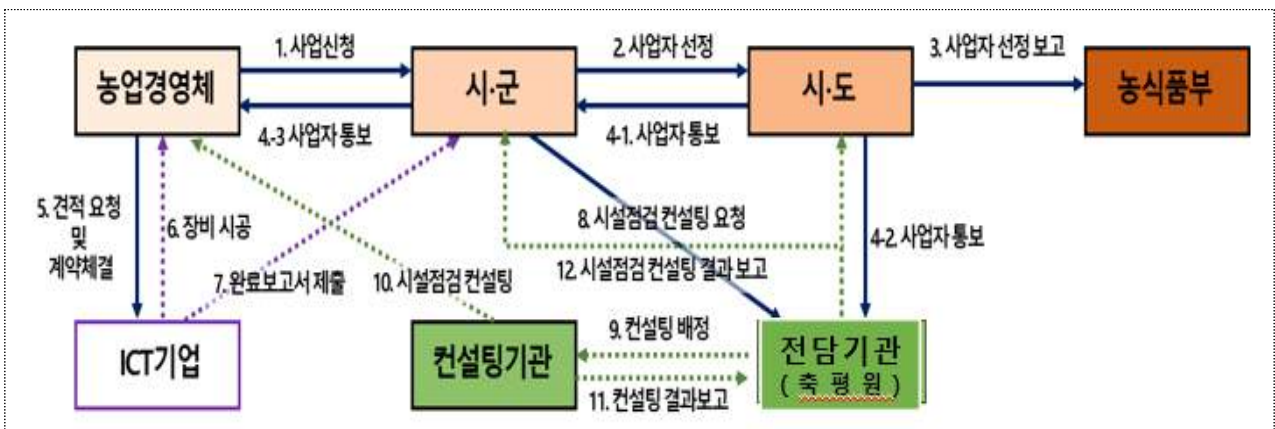 1. 사업신청
2. 사업자 선정
3. 사업자 선정 보고
농업경영체
시·군
시·도
농식품부
4.-3 사업자 통보
4-1. 사업자 통보
5. 견적 요청
및
계약체결
6. 장비 시공
8. 시설점검 컨설팅 요청
4-2. 사업자 통보
7. 완료보고서 제출
10. 시설점검 컨설팅
12. 시설점검 컨설팅 결과 보고
ICT기업
컨설팅기관
9. 컨설팅 배정
11. 컨설팅 결과보고
전담기관
( 축 평 원 )